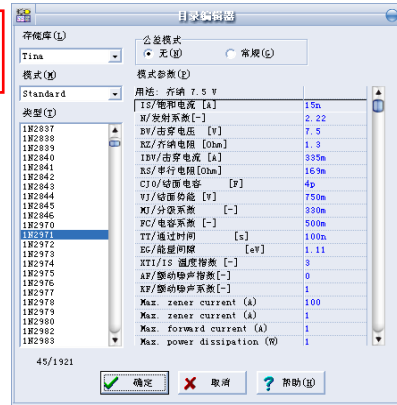 目录编辑器
存储库(L)
Tina
模式(M)
Standard
类型(T)
1N2837
1N2838
1N2839
1N2840
1N2841
1N2842
1N2843
1N2844
1N2845
1N2846
1N2970
1N2971
1N2972
1N2973
1N2974
1N2975
1N2976
1N2977
1N2978
1N2979
1N2980
1N2982
1N2983
45/1921
公差模式
无(N) 常规(G)
模式参数(P)
用法: 齐纳 7.5 V
IS/饱和电流 [A] 15n
N/发射系数[-] 2.22
BV/击穿电压 [V] 7.5
RZ/齐纳电阻 [Ohm] 1.3
IBV/击穿电流 [A] 335m
RS/串行电阻[Ohm] 169m
CJ0/结面电容 [F] 4p
VJ/结面势能 [V] 750m
MJ/分级系数 [-] 330m
FC/电容系数 [-] 500m
TT/通过时间 [s] 100n
EG/能量间隙 [eV] 1.11
XTI/IS 温度指数 [-] 3
AF/颤动噪声指数[-] 0
KF/颤动噪声系数[-] 1
Max. zener current (A) 100
Max. zener current (A) 1
Max. forward current (A) 1
Max. power dissipation (W) 1
确定 取消 帮助(H)